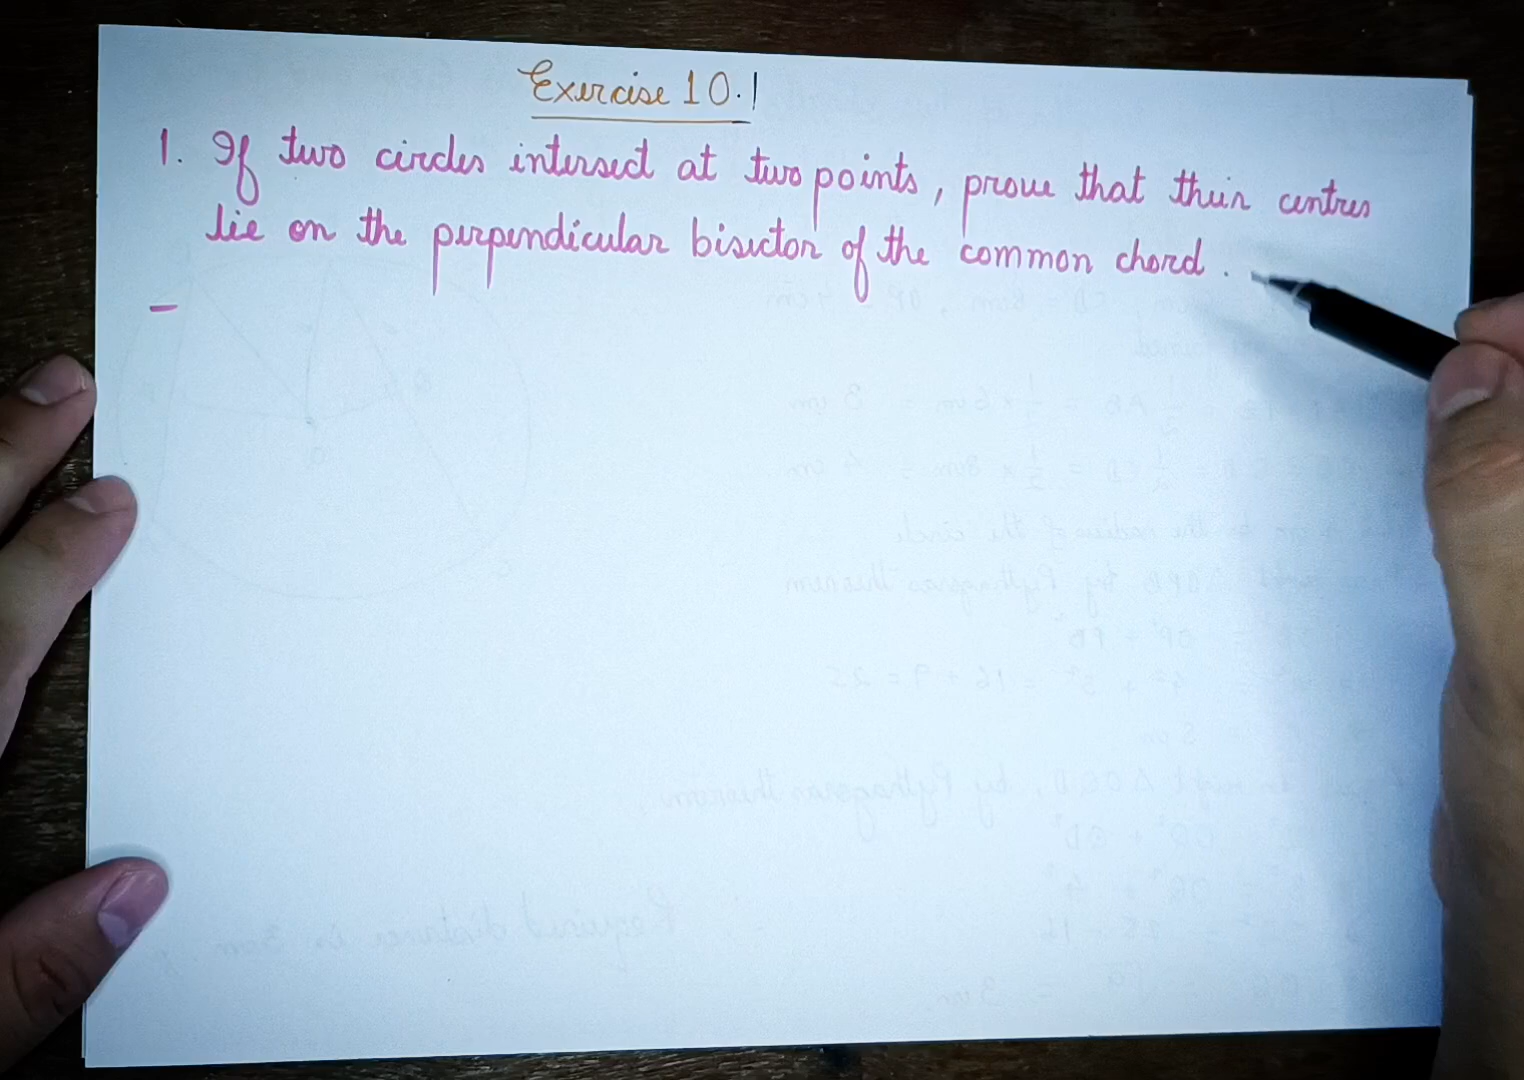 Exercise 10.1
1. If two circles intersect at two points, prove that their centres
lie on the perpendicular bisector of the common chord.